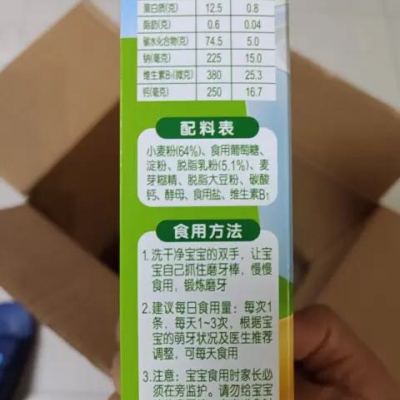 蛋白质(克) 12.5 0.8
脂肪(克) 0.6 0.04
碳水化合物(克) 74.5 5.0
钠(毫克) 225 15.0
维生素B₁(微克) 380 25.3
钙(毫克) 250 16.7
配料表
小麦粉(64%)、食用葡萄糖、
淀粉、脱脂乳粉(5.1%)、麦
芽糊精、脱脂大豆粉、碳酸
钙、酵母、食用盐、维生素B₁
食用方法
1.洗干净宝宝的双手，让宝
宝自己抓住磨牙棒，慢慢
食用，锻炼磨牙
2.建议每日食用量：每次1
条，每天1~3次，根据宝
宝的萌牙状况及医生推荐
调整，可每天食用
3.注意：宝宝食用时家长必
须在旁监护。请勿给宝宝